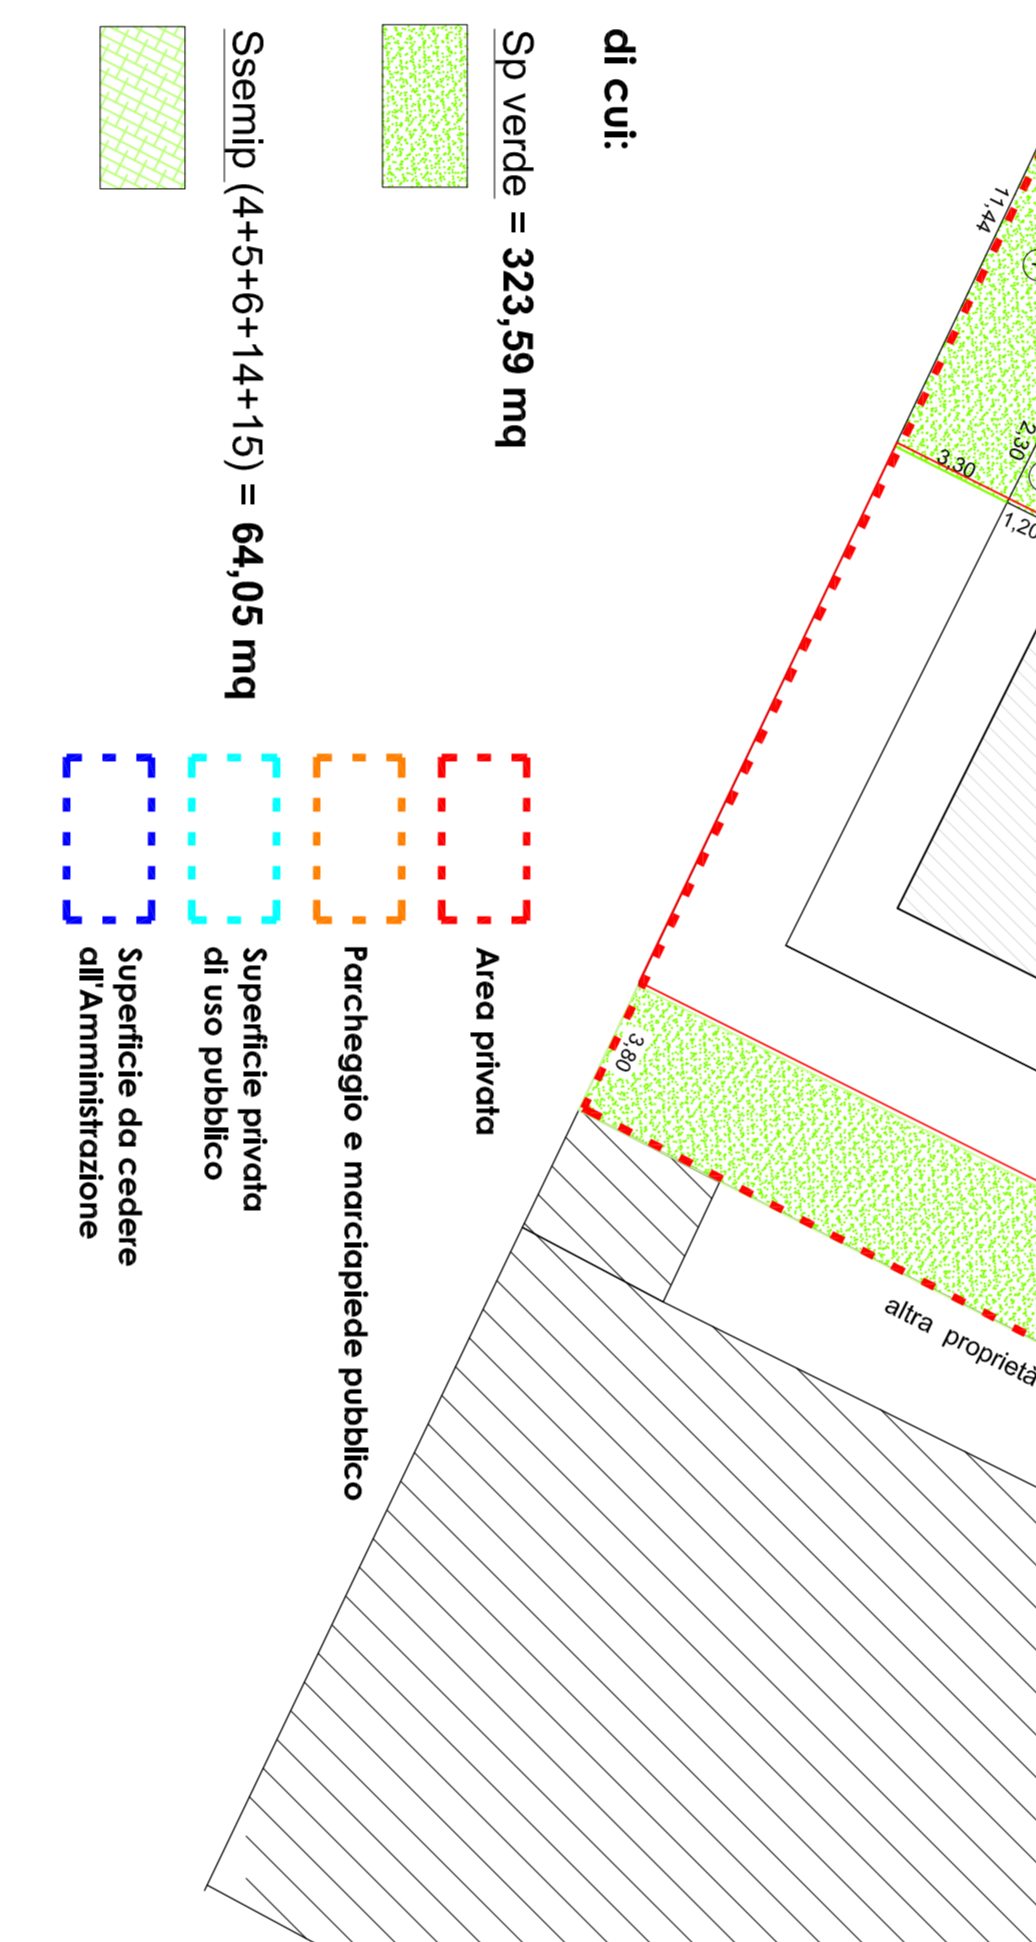 di cui:
Sp verde = 323,59 mq
Ssemip (4+5+6+14+15) = 64,05 mq
Area privata
Parcheggio e marciapiede pubblico
Superficie privata
di uso pubblico
Superficie da cedere
all'Amministrazione
11,44
2,30
3,30
1,20
3,80
altra proprietà